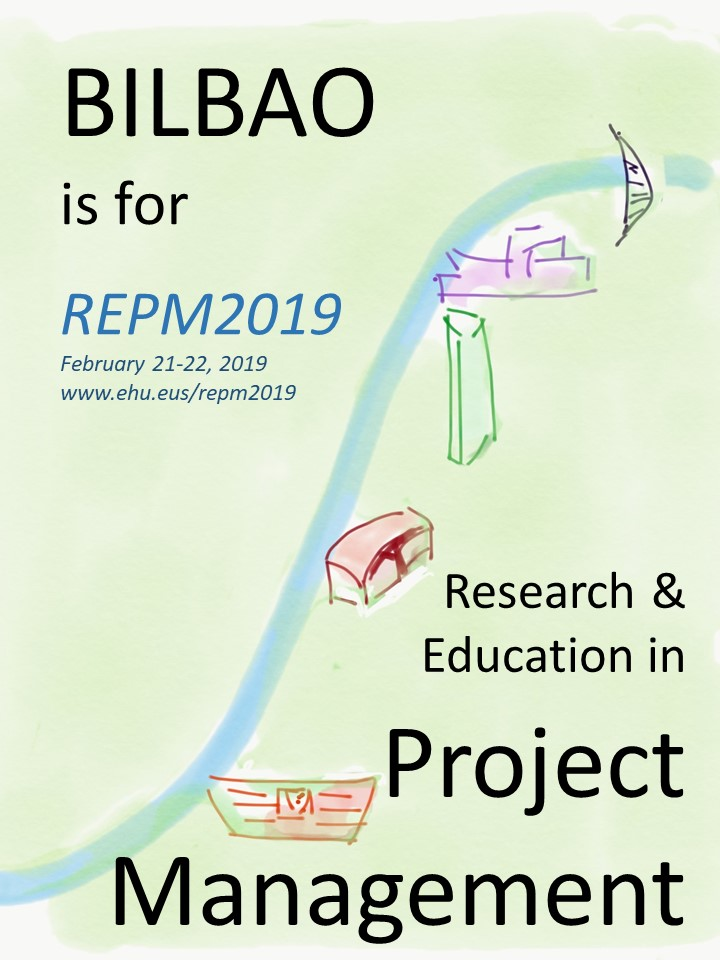 BILBAO
is for
REPM2019
February 21-22, 2019
www.ehu.eus/repm2019
Research &
Education in
Project
Management